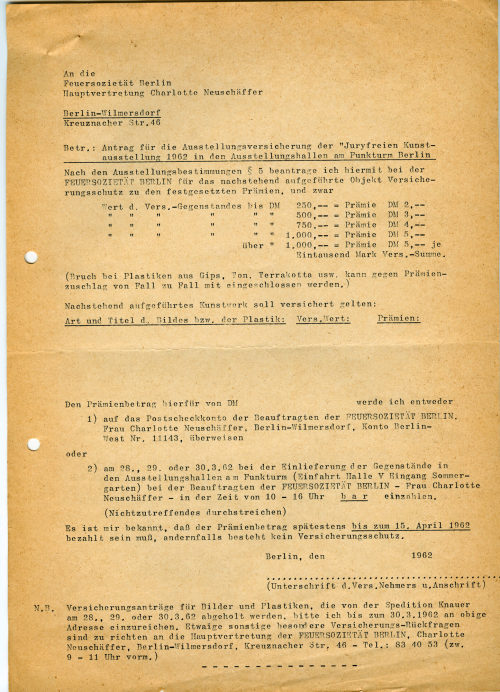 An die
Feuersozietät Berlin
Hauptvertretung Charlotte Neuschäffer
Berlin-Wilmersdorf
Kreuznacher Str.46
Betr.: Antrag für die Ausstellungsversicherung der "Juryfreien Kunst-
ausstellung 1962 in den Ausstellungshallen am Funkturm Berlin
Nach den Ausstellungsbestimmungen § 5 beantrage ich hiermit bei der
FEUERSOZIETÄT BERLIN für das nachstehend aufgeführte Objekt Versiche-
rungsschutz zu den festgesetzten Prämien, und zwar
Wert d. Vers.-Gegenstandes bis DM 250,-- = Prämie DM 2,--
" " " " " 500,-- = Prämie DM 3,--
" " " " " 750,-- = Prämie DM 4,--
" " " " " 1,000,-- = Prämie DM 5,--
über " 1,000,-- = Prämie DM 5,-- je
Eintausend Mark Vers.-Summe.
(Bruch bei Plastiken aus Gips, Ton, Terrakotta usw. kann gegen Prämien-
zuschlag von Fall zu Fall mit eingeschlossen werden.)
Nachstehend aufgeführtes Kunstwerk soll versichert gelten:
Art und Titel d. Bildes bzw. der Plastik: Vers.Wert: Prämien:
Den Prämienbetrag hierfür von DM werde ich entweder
1) auf das Postscheckkonto der Beauftragten der FEUERSOZIETÄT BERLIN,
Frau Charlotte Neuschäffer, Berlin-Wilmersdorf, Konto Berlin-
West Nr. 11143, überweisen
oder
2) am 28., 29. oder 30.3.62 bei der Einlieferung der Gegenstände in
den Ausstellungshallen am Funkturm (Einfahrt Halle V Eingang Sommer-
garten) bei der Beauftragten der FEUERSOZIETÄT BERLIN - Frau Charlotte
Neuschäffer - in der Zeit von 10 - 16 Uhr b a r einzahlen.
(Nichtzutreffendes durchstreichen)
Es ist mir bekannt, daß der Prämienbetrag spätestens bis zum 15. April 1962
bezahlt sein muß, andernfalls besteht kein Versicherungsschutz.
Berlin, den 1962
(Unterschrift d.Vers.Nehmers u.Anschrift)
N.B. Versicherungsanträge für Bilder und Plastiken, die von der Spedition Knauer
am 28., 29. oder 30.3.62 abgeholt werden, bitte ich bis zum 30.3.1962 an obige
Adresse einzureichen. Etwaige sonstige besondere Versicherungs-Rückfragen
sind zu richten an die Hauptvertretung der FEUERSOZIETÄT BERLIN, Charlotte
Neuschäffer, Berlin-Wilmersdorf, Kreuznacher Str. 46 - Tel.: 83 40 53 (zw.
9 - 11 Uhr vorm.)